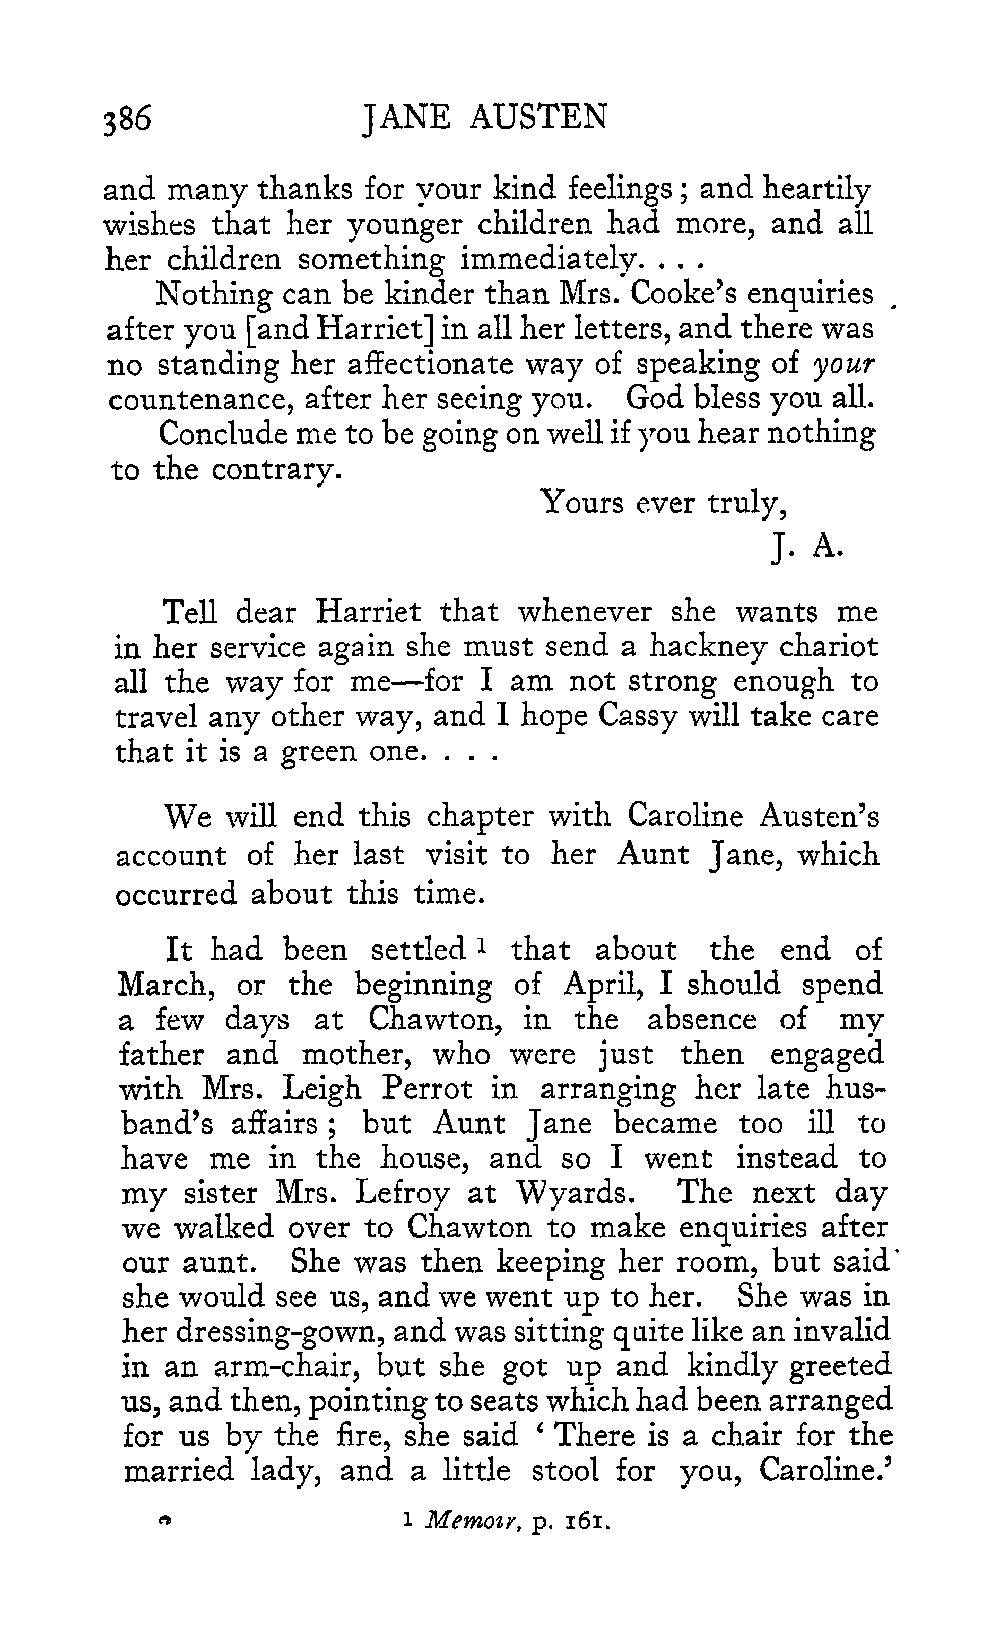 386 JANE AUSTEN
and many thanks for your kind feelings ; and heartily
wishes that her younger children had more, and all
her children something immediately. . . .
Nothing can be kinder than Mrs. Cooke's enquiries
after you [and Harriet] in all her letters, and there was
no standing her affectionate way of speaking of your
countenance, after her seeing you. God bless you all.
Conclude me to be going on well if you hear nothing
to the contrary.
Yours ever truly,
J. A.
Tell dear Harriet that whenever she wants me
in her service again she must send a hackney chariot
all the way for me—for I am not strong enough to
travel any other way, and I hope Cassy will take care
that it is a green one. . . .
We will end this chapter with Caroline Austen's
account of her last visit to her Aunt Jane, which
occurred about this time.
It had been settled 1 that about the end of
March, or the beginning of April, I should spend
a few days at Chawton, in the absence of my
father and mother, who were just then engaged
with Mrs. Leigh Perrot in arranging her late hus-
band's affairs ; but Aunt Jane became too ill to
have me in the house, and so I went instead to
my sister Mrs. Lefroy at Wyards. The next day
we walked over to Chawton to make enquiries after
our aunt. She was then keeping her room, but said
she would see us, and we went up to her. She was in
her dressing-gown, and was sitting quite like an invalid
in an arm-chair, but she got up and kindly greeted
us, and then, pointing to seats which had been arranged
for us by the fire, she said ‘ There is a chair for the
married lady, and a little stool for you, Caroline.’
1 Memoir, p. 161.